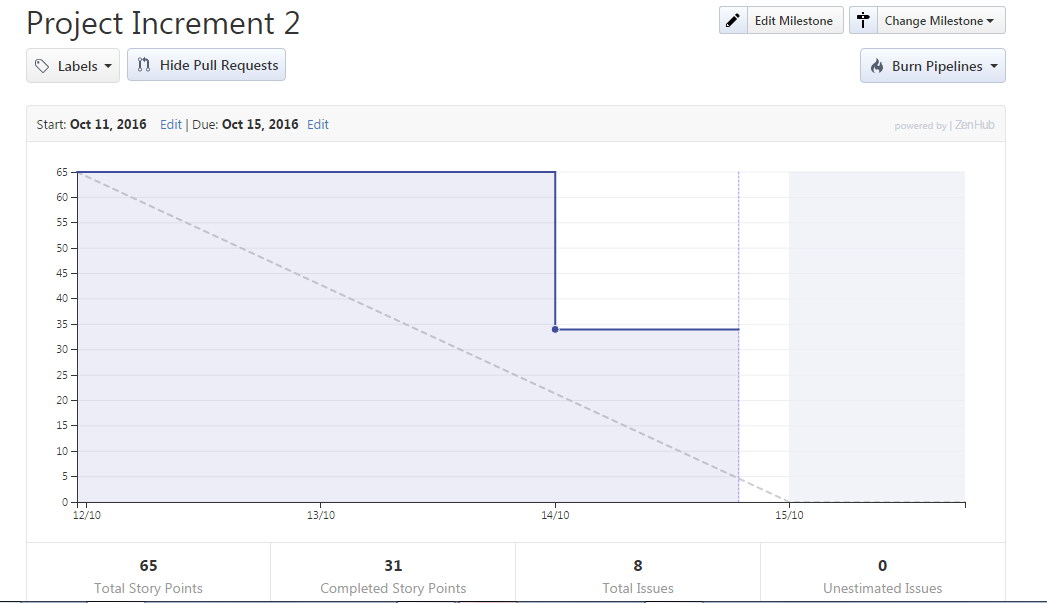 Project Increment 2
Edit Milestone
Change Milestone
Labels
Hide Pull Requests
Burn Pipelines
Start: Oct 11, 2016 Edit | Due: Oct 15, 2016 Edit
powered by | ZenHub
65
60
55
50
45
40
35
30
25
20
15
10
5
0
12/10 13/10 14/10 15/10
65 31 8 0
Total Story Points Completed Story Points Total Issues Unestimated Issues